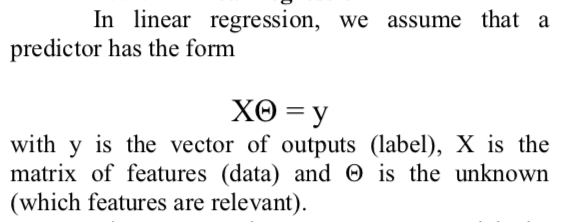 In linear regression, we assume that a
predictor has the form
XΘ = y
with y is the vector of outputs (label), X is the
matrix of features (data) and Θ is the unknown
(which features are relevant).